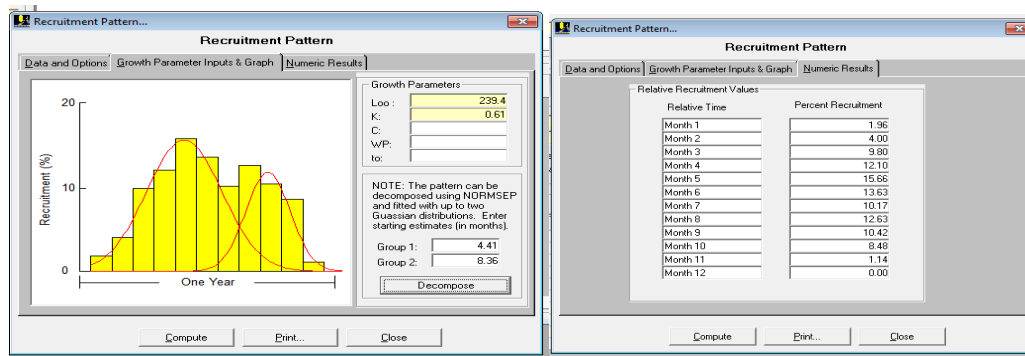 Recruitment Pattern...
Recruitment Pattern
Data and Options
Growth Parameter Inputs & Graph
Numeric Results
20
10
0
Recruitment (%)
One Year
Growth Parameters
Loo : 239.4
K: 0.61
C:
WP:
to:
NOTE: The pattern can be
decomposed using NORMSEP
and fitted with up to two
Guassian distributions. Enter
starting estimates (in months).
Group 1: 4.41
Group 2: 8.36
Decompose
Compute Print... Close
Recruitment Pattern...
Recruitment Pattern
Data and Options
Growth Parameter Inputs & Graph
Numeric Results
Relative Recruitment Values
Relative Time Percent Recruitment
Month 1 1.96
Month 2 4.00
Month 3 9.80
Month 4 12.10
Month 5 15.66
Month 6 13.63
Month 7 10.17
Month 8 12.63
Month 9 10.42
Month 10 8.48
Month 11 1.14
Month 12 0.00
Compute Print... Close